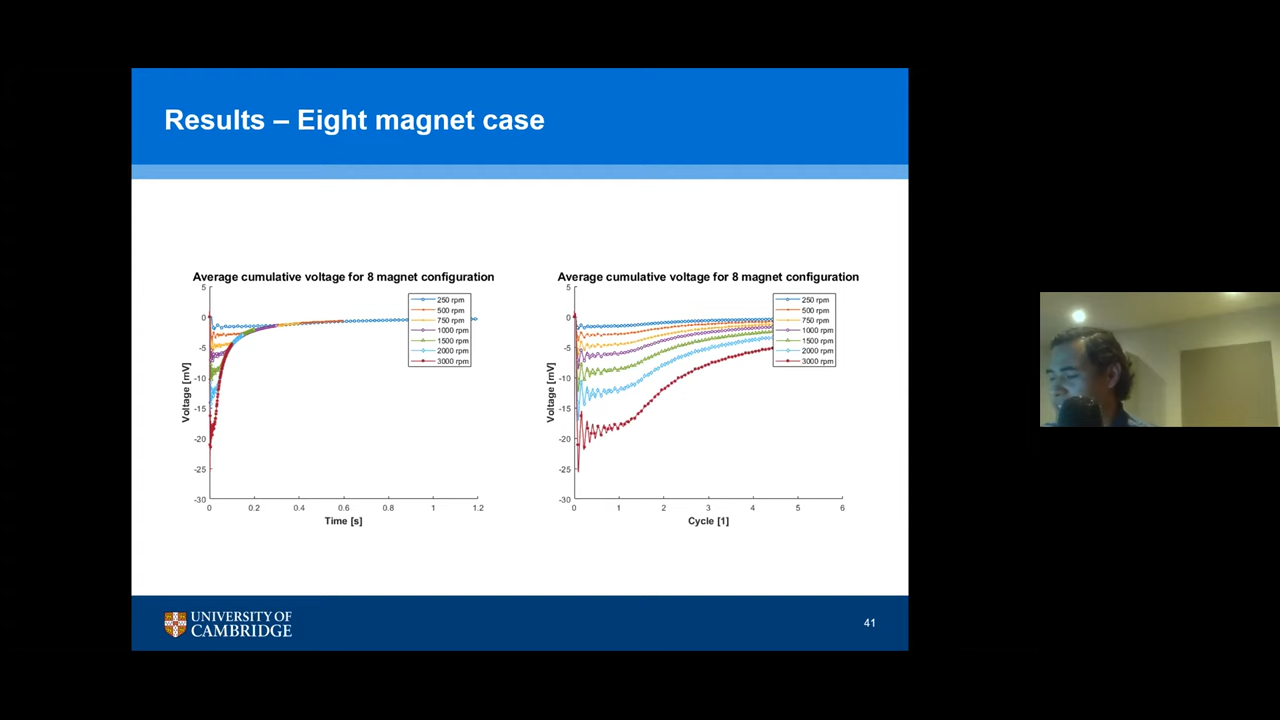 Results – Eight magnet case
Average cumulative voltage for 8 magnet configuration
5
0
-5
-10
-15
-20
-25
-30
Voltage [mV]
250 rpm
500 rpm
750 rpm
1000 rpm
1500 rpm
2000 rpm
3000 rpm
0 0.2 0.4 0.6 0.8 1 1.2
Time [s]
Average cumulative voltage for 8 magnet configuration
5
0
-5
-10
-15
-20
-25
-30
Voltage [mV]
250 rpm
500 rpm
750 rpm
1000 rpm
1500 rpm
2000 rpm
3000 rpm
0 1 2 3 4 5 6
Cycle [1]
UNIVERSITY OF
CAMBRIDGE
41